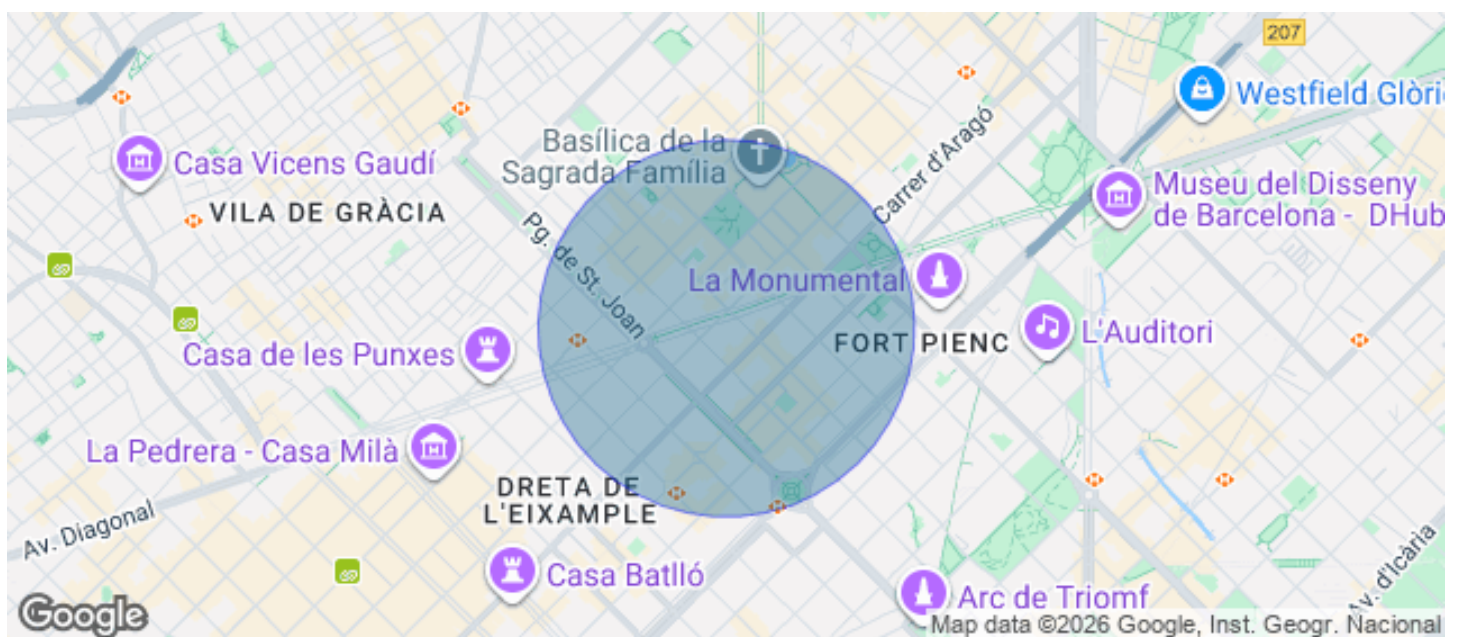 207
Westfield Glòri
Basílica de la
Sagrada Família
Carrer d'Aragó
Casa Vicens Gaudí
Museu del Disseny
de Barcelona - DHub
VILA DE GRÀCIA
Pg. de St. Joan
La Monumental
FORT PIENC
L'Auditori
Casa de les Punxes
La Pedrera - Casa Milà
DRETA DE
L'EIXAMPLE
Av. Diagonal
Av. d'Icària
Casa Batlló
Arc de Triomf
Google
Map data ©2026 Google, Inst. Geogr. Nacional